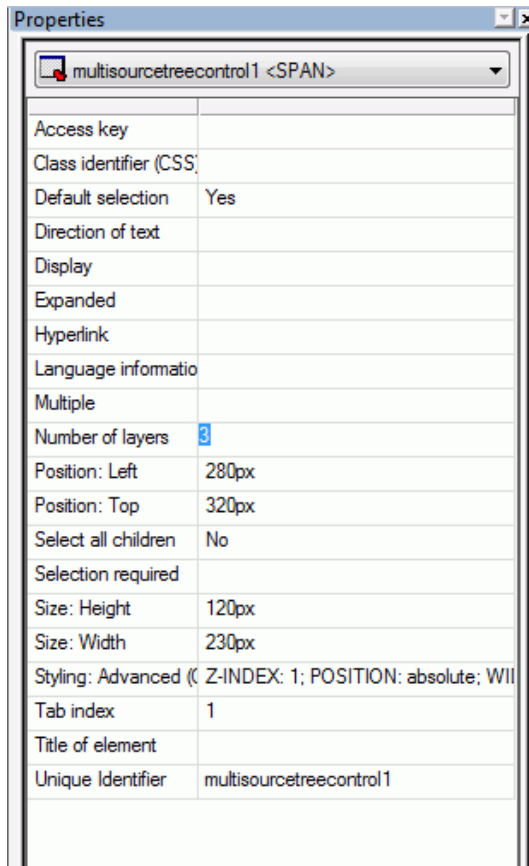 Properties
multisourcetreecontrol1 <SPAN>
Access key
Class identifier (CSS)
Default selection Yes
Direction of text
Display
Expanded
Hyperlink
Language informatio
Multiple
Number of layers 3
Position: Left 280px
Position: Top 320px
Select all children No
Selection required
Size: Height 120px
Size: Width 230px
Styling: Advanced (C Z-INDEX: 1; POSITION: absolute; WI
Tab index 1
Title of element
Unique Identifier multisourcetreecontrol1